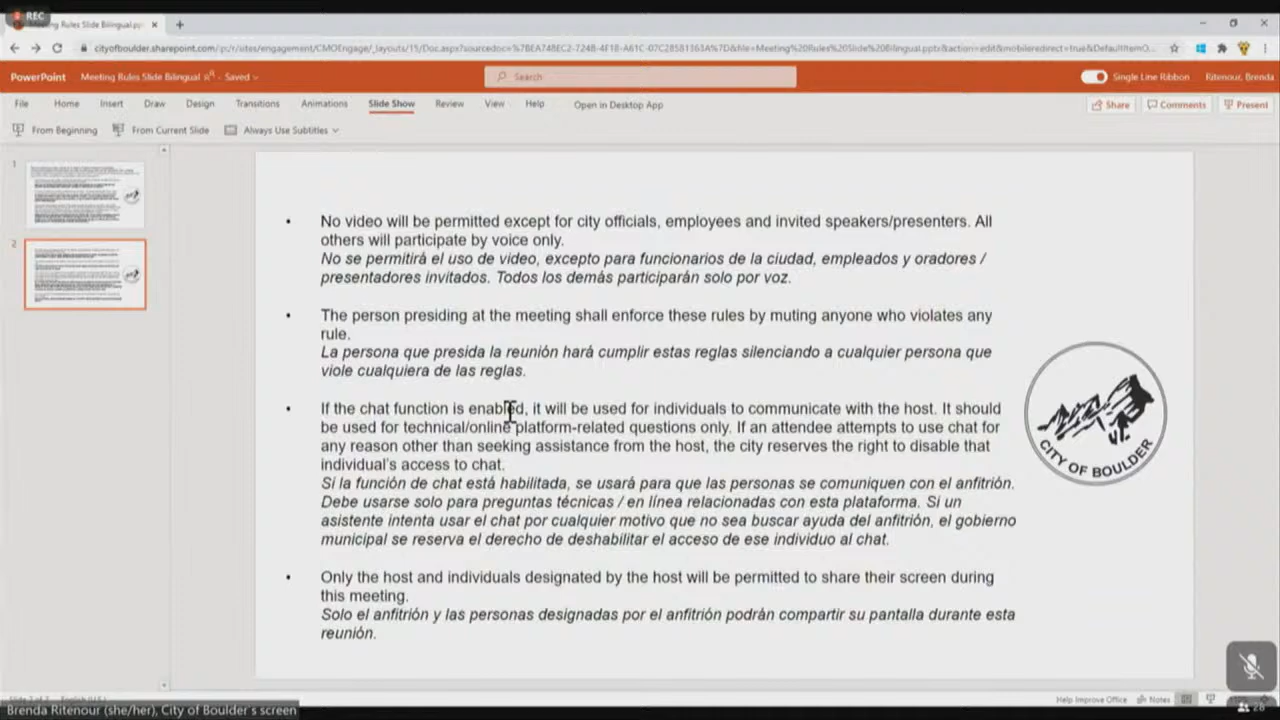 REC
Meeting Rules Slide Bilingual.pptx
cityofboulder.sharepoint.com
PowerPoint
Meeting Rules Slide Bilingual
- Saved
Search
Single Line Ribbon
Ritenour, Brenda
File Home Insert Draw Design Transitions Animations Slide Show Review View Help Open in Desktop App
Share Comments Present
From Beginning From Current Slide Always Use Subtitles
1
2
• No video will be permitted except for city officials, employees and invited speakers/presenters. All
others will participate by voice only.
No se permitirá el uso de video, excepto para funcionarios de la ciudad, empleados y oradores /
presentadores invitados. Todos los demás participarán solo por voz.
• The person presiding at the meeting shall enforce these rules by muting anyone who violates any
rule.
La persona que presida la reunión hará cumplir estas reglas silenciando a cualquier persona que
viole cualquiera de las reglas.
• If the chat function is enabled, it will be used for individuals to communicate with the host. It should
be used for technical/online platform-related questions only. If an attendee attempts to use chat for
any reason other than seeking assistance from the host, the city reserves the right to disable that
individual's access to chat.
Si la función de chat está habilitada, se usará para que las personas se comuniquen con el anfitrión.
Debe usarse solo para preguntas técnicas / en línea relacionadas con esta plataforma. Si un
asistente intenta usar el chat por cualquier motivo que no sea buscar ayuda del anfitrión, el gobierno
municipal se reserva el derecho de deshabilitar el acceso de ese individuo al chat.
• Only the host and individuals designated by the host will be permitted to share their screen during
this meeting.
Solo el anfitrión y las personas designadas por el anfitrión podrán compartir su pantalla durante esta
reunión.
CITY OF BOULDER
Help Improve Office Notes
Brenda Ritenour (she/her), City of Boulder's screen
28